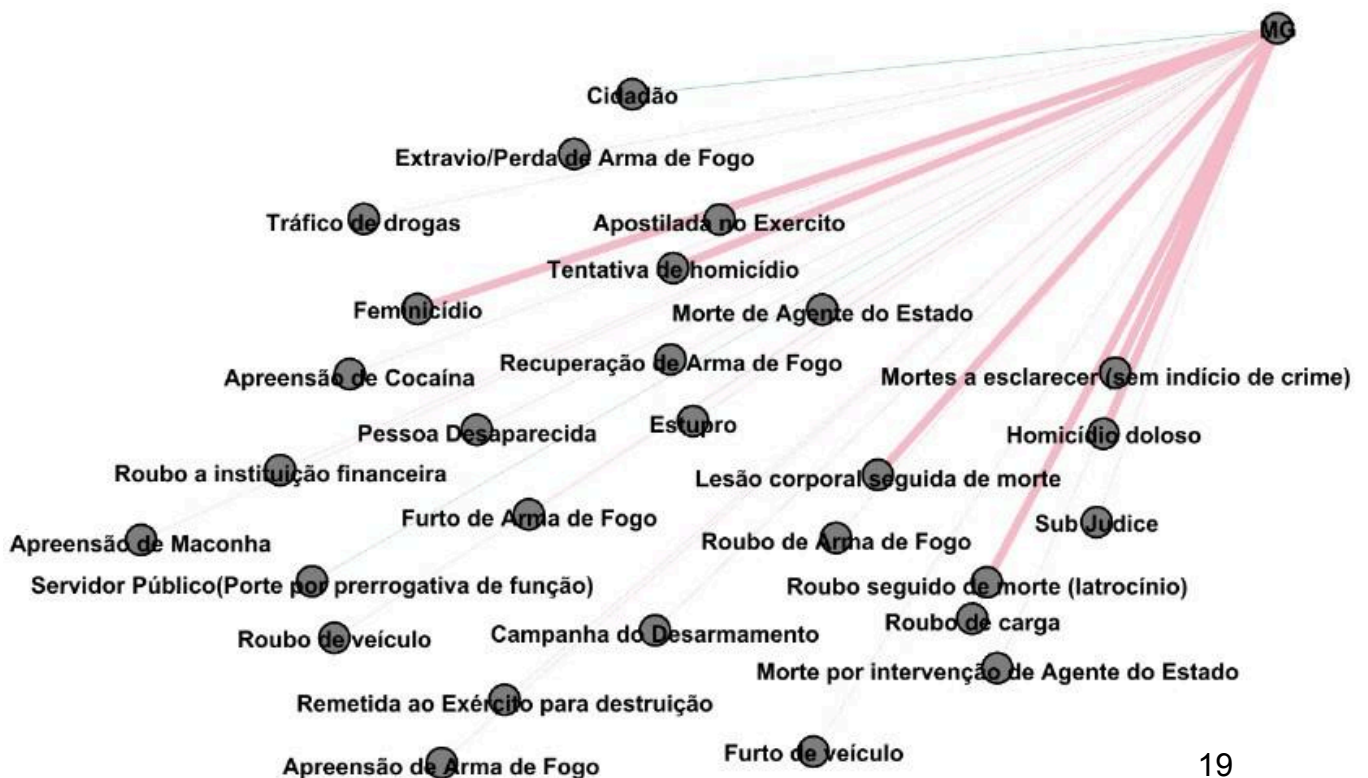 MG
Cidadão
Extravio/Perda de Arma de Fogo
Tráfico de drogas
Apostilada no Exercito
Tentativa de homicídio
Feminicídio
Morte de Agente do Estado
Recuperação de Arma de Fogo
Apreensão de Cocaína
Mortes a esclarecer (sem indício de crime)
Pessoa Desaparecida
Estupro
Homicídio doloso
Roubo a instituição financeira
Lesão corporal seguida de morte
Furto de Arma de Fogo
Sub Judice
Apreensão de Maconha
Roubo de Arma de Fogo
Servidor Público(Porte por prerrogativa de função)
Roubo seguido de morte (latrocínio)
Roubo de carga
Roubo de veículo
Campanha do Desarmamento
Morte por intervenção de Agente do Estado
Remetida ao Exército para destruição
Furto de veículo
Apreensão de Arma de Fogo
19